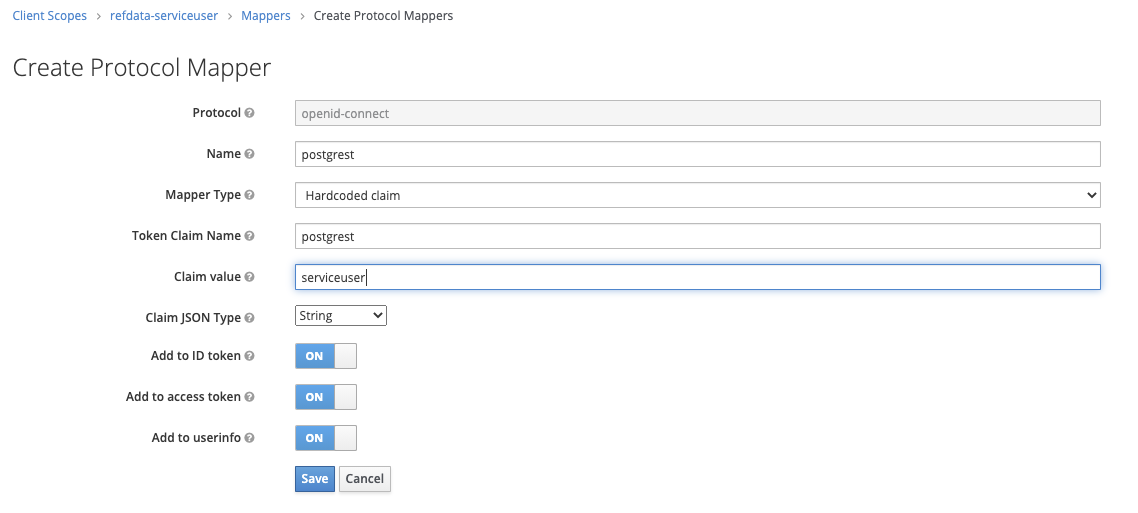 Client Scopes > refdata-serviceuser > Mappers > Create Protocol Mappers
Create Protocol Mapper
Protocol openid-connect
Name postgrest
Mapper Type Hardcoded claim
Token Claim Name postgrest
Claim value serviceuser
Claim JSON Type String
Add to ID token ON
Add to access token ON
Add to userinfo ON
Save Cancel